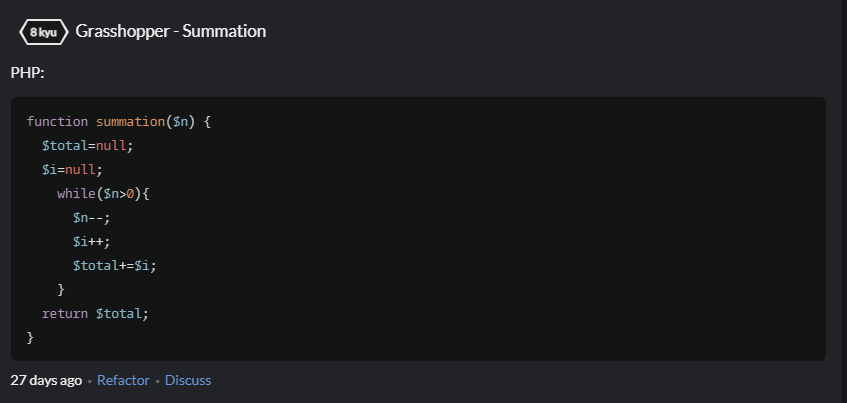 8 kyu Grasshopper - Summation
PHP:
function summation($n) {
  $total=null;
  $i=null;
    while($n>0){
      $n--;
      $i++;
      $total+=$i;
    }
  return $total;
}
27 days ago • Refactor • Discuss